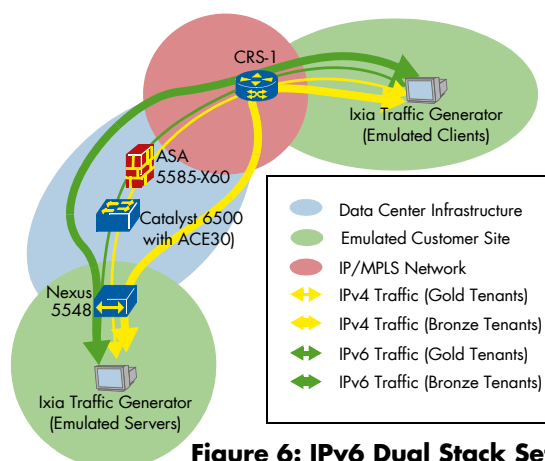 CRS-1
Ixia Traffic Generator
(Emulated Clients)
ASA
5585-X60
Catalyst 6500
with ACE30)
Nexus
5548
Ixia Traffic Generator
(Emulated Servers)
Data Center Infrastructure
Emulated Customer Site
IP/MPLS Network
IPv4 Traffic (Gold Tenants)
IPv4 Traffic (Bronze Tenants)
IPv6 Traffic (Gold Tenants)
IPv6 Traffic (Bronze Tenants)
Figure 6: IPv6 Dual Stack Se